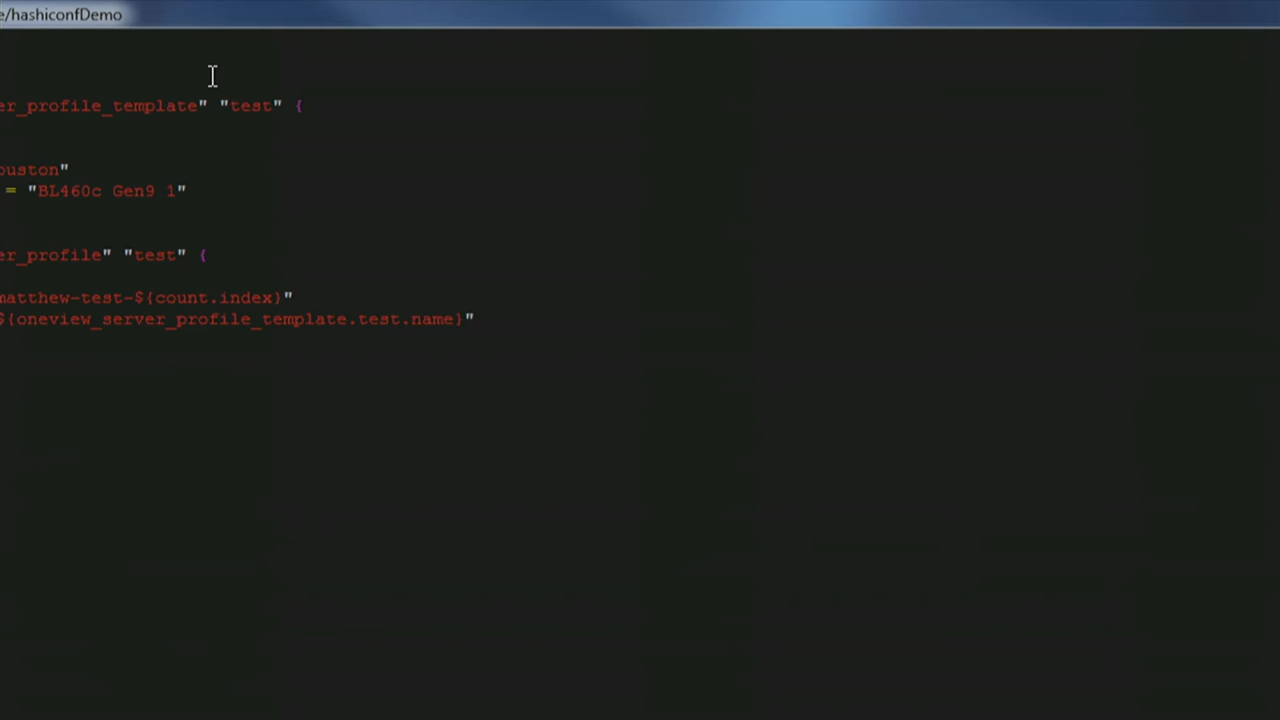 e/hashiconfDemo
er_profile_template" "test" {
ouston"
= "BL460c Gen9 1"
er_profile" "test" {
matthew-test-${count.index}"
${oneview_server_profile_template.test.name}"